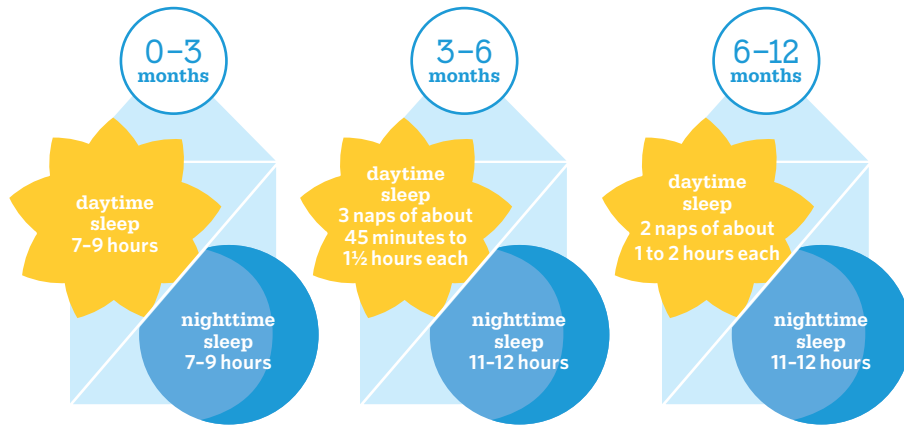 0–3
months
daytime
sleep
7–9 hours
nighttime
sleep
7–9 hours
3–6
months
daytime
sleep
3 naps of about
45 minutes to
1½ hours each
nighttime
sleep
11–12 hours
6–12
months
daytime
sleep
2 naps of about
1 to 2 hours each
nighttime
sleep
11–12 hours